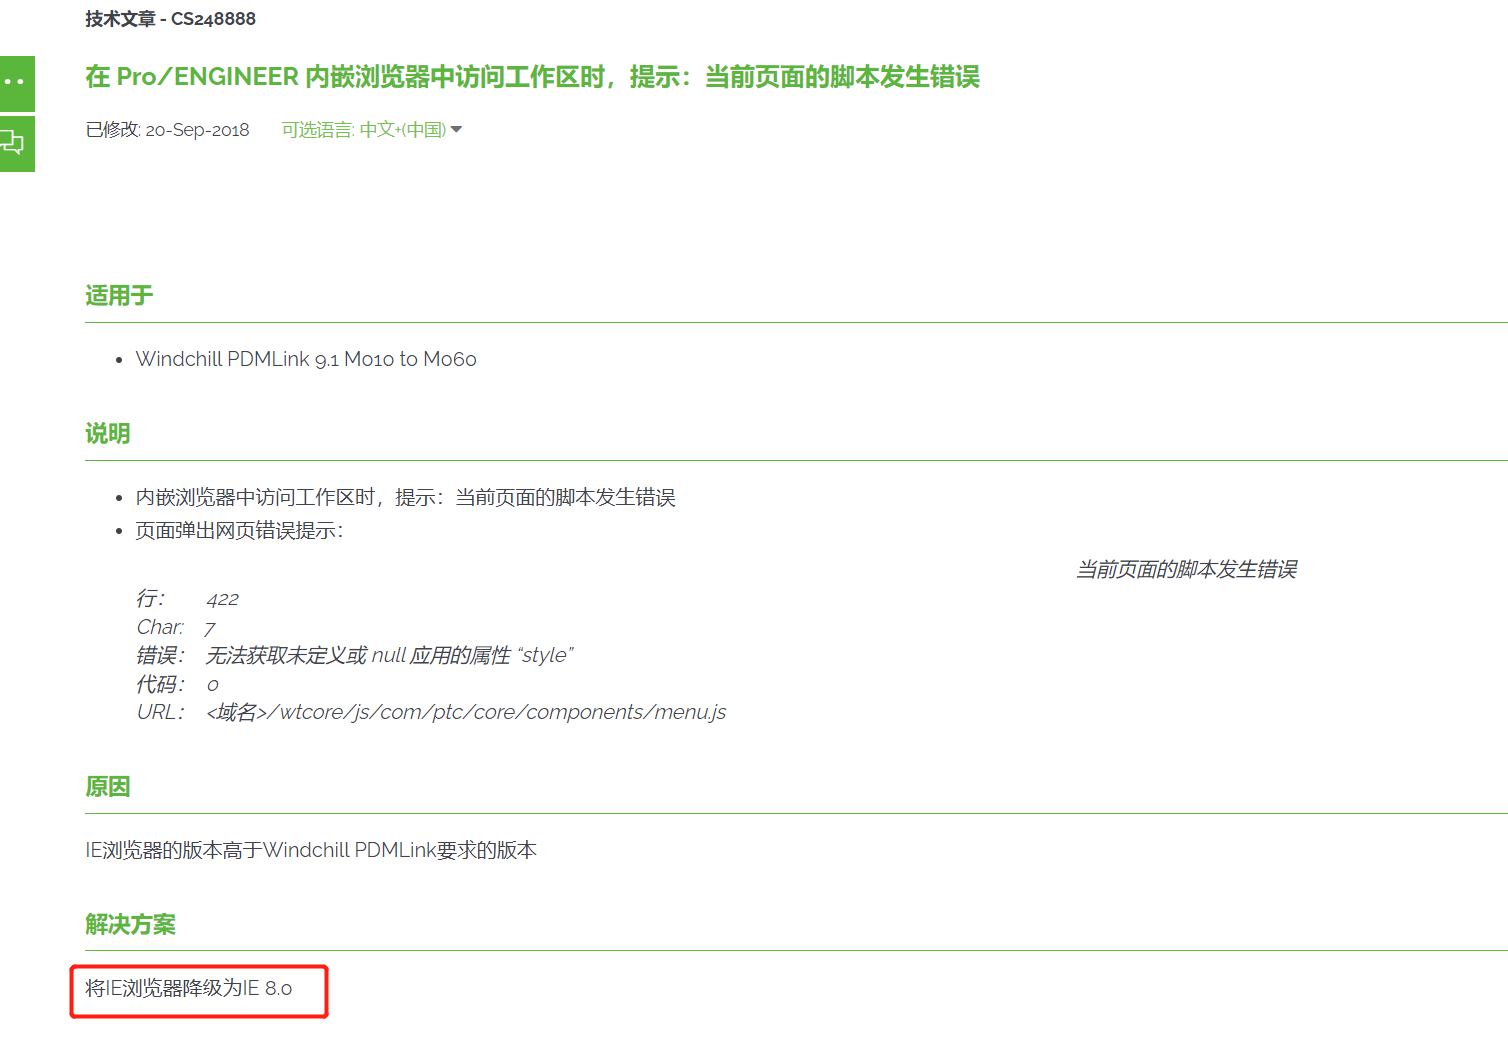 技术文章 - CS248888
在 Pro/ENGINEER 内嵌浏览器中访问工作区时，提示：当前页面的脚本发生错误
已修改: 20-Sep-2018 可选语言: 中文+(中国)
适用于
• Windchill PDMLink 9.1 M010 to M060
说明
• 内嵌浏览器中访问工作区时，提示：当前页面的脚本发生错误
• 页面弹出网页错误提示：
当前页面的脚本发生错误
行： 422
Char: 7
错误： 无法获取未定义或 null 应用的属性 “style”
代码： 0
URL： <域名>/wtcore/js/com/ptc/core/components/menu.js
原因
IE浏览器的版本高于Windchill PDMLink要求的版本
解决方案
将IE浏览器降级为IE 8.0